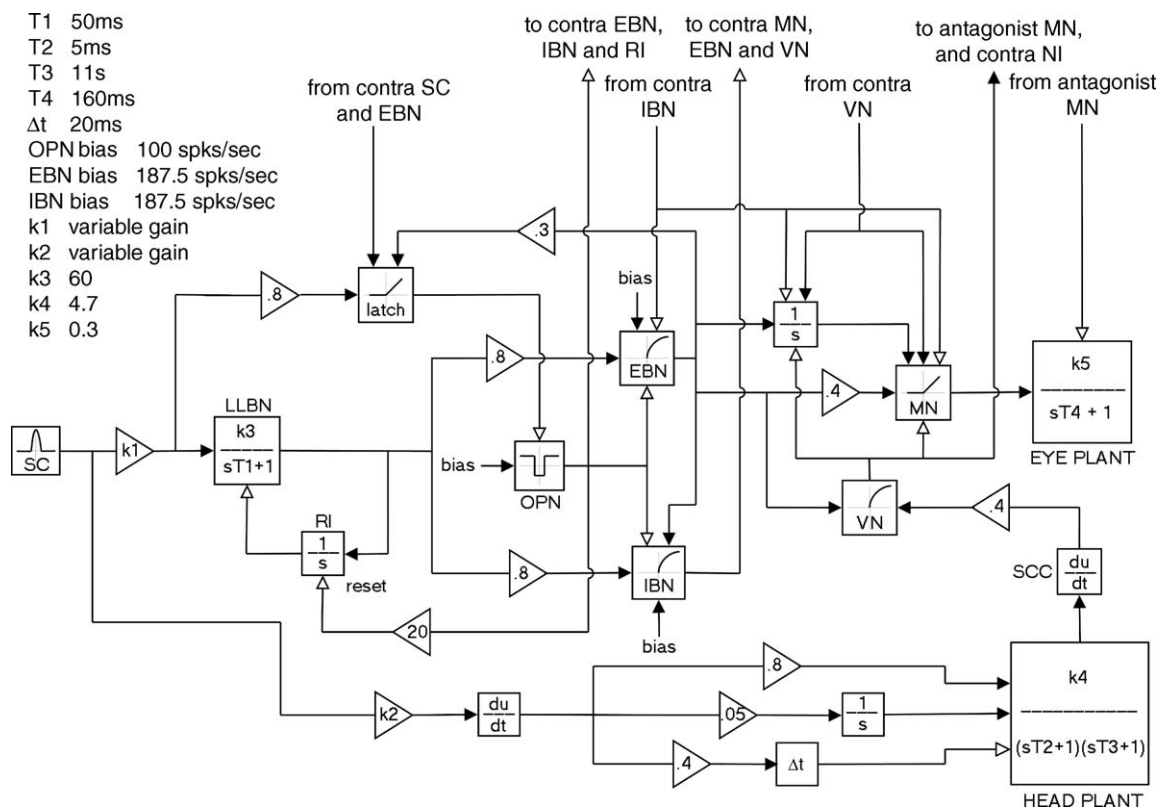 T1 50ms
T2 5ms
T3 11s
T4 160ms
Δt 20ms
OPN bias 100 spks/sec
EBN bias 187.5 spks/sec
IBN bias 187.5 spks/sec
k1 variable gain
k2 variable gain
k3 60
k4 4.7
k5 0.3
to contra EBN,
IBN and RI
to contra MN,
EBN and VN
to antagonist MN,
and contra NI
from contra SC
and EBN
from contra
IBN
from contra
VN
from antagonist
MN
.3
bias
.8
latch
1
s
.8
EBN
k5
sT4 + 1
EYE PLANT
.4
MN
LLBN
k3
sT1+1
SC
k1
bias
OPN
VN
.4
RI
1
s
reset
.8
IBN
SCC
du
dt
20
bias
k4
(sT2+1)(sT3+1)
HEAD PLANT
.8
k2
du
dt
.05
1
s
.4
Δt